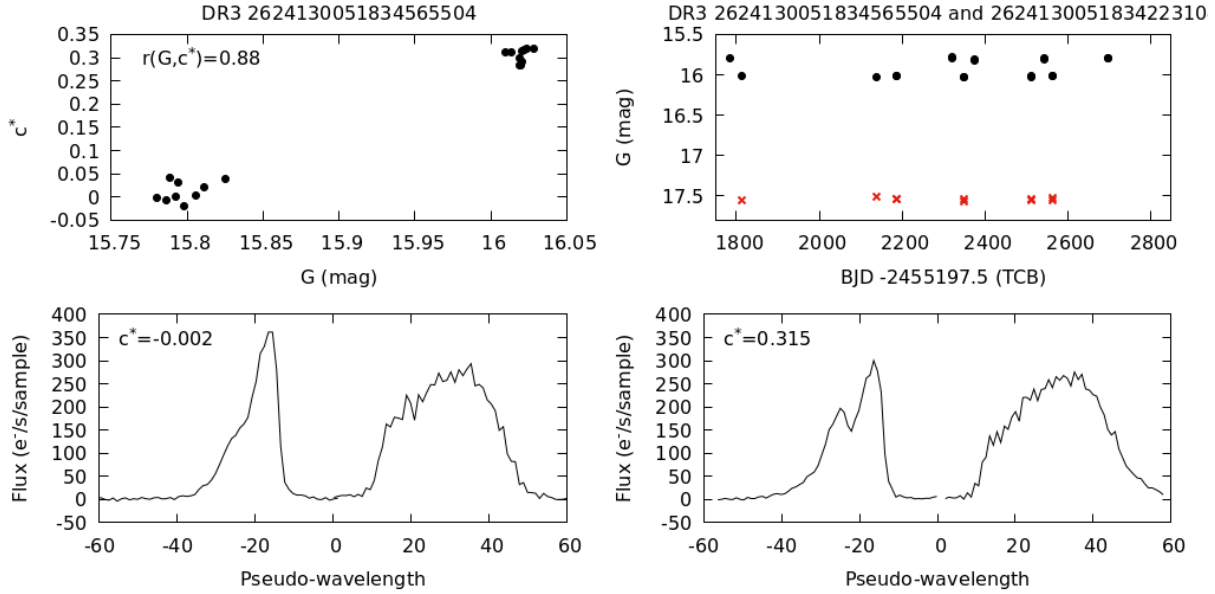 DR3 2624130051834565504
r(G,c*)=0.88
c*
0.35
0.3
0.25
0.2
0.15
0.1
0.05
0
-0.05
15.75 15.8 15.85 15.9 15.95 16 16.05
G (mag)
DR3 2624130051834565504 and 262413005183422310
G (mag)
15.5
16
16.5
17
17.5
1800 2000 2200 2400 2600 2800
BJD -2455197.5 (TCB)
c*=-0.002
Flux (e-/s/sample)
400
350
300
250
200
150
100
50
0
-50
-60 -40 -20 0 20 40 60
Pseudo-wavelength
c*=0.315
Flux (e-/s/sample)
400
350
300
250
200
150
100
50
0
-50
-60 -40 -20 0 20 40 60
Pseudo-wavelength